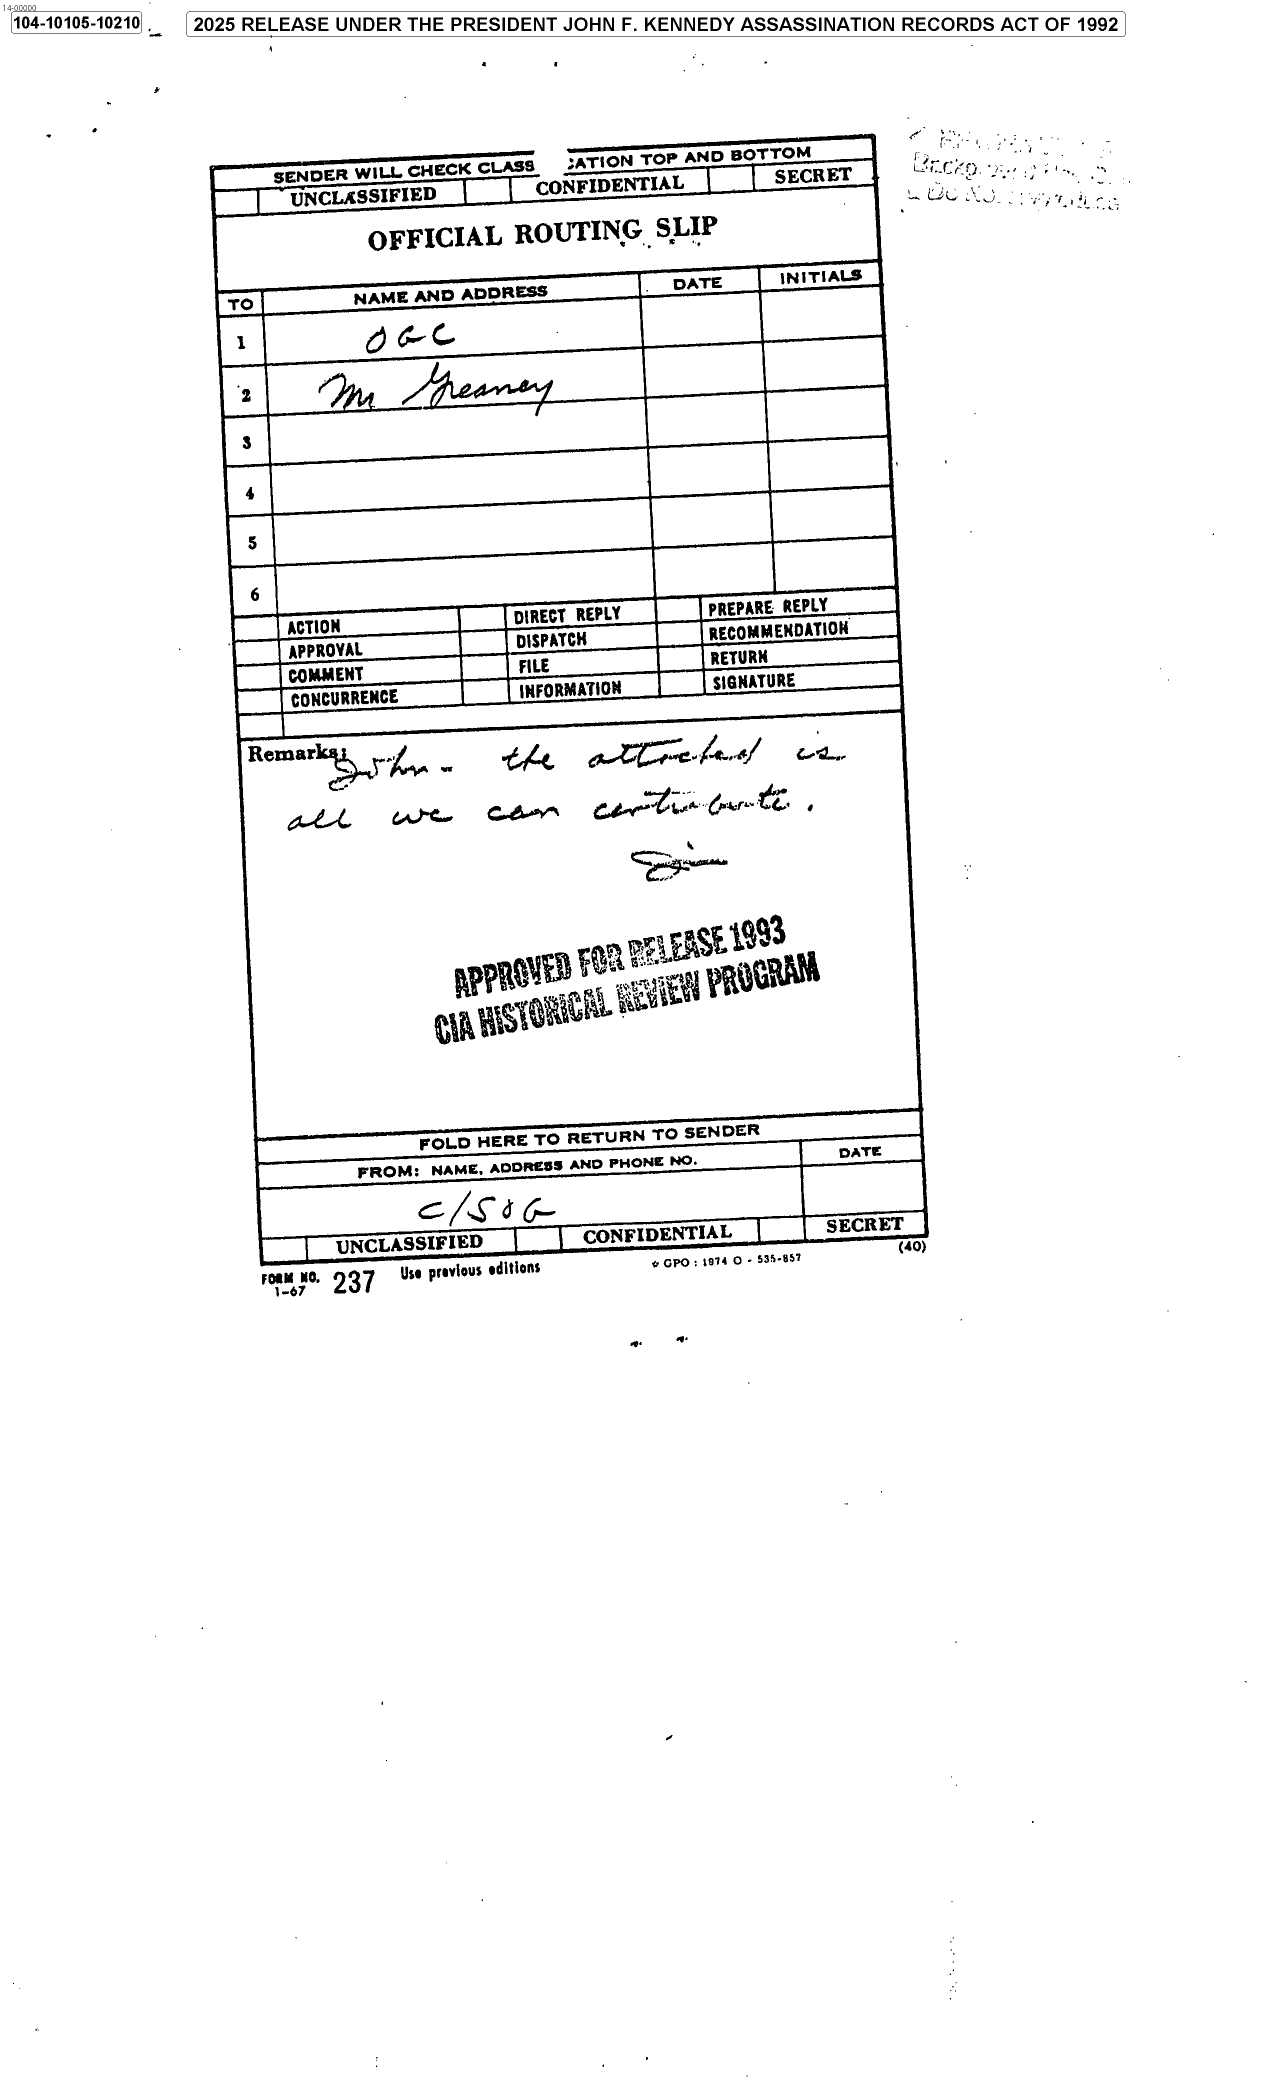 14-00000
104-10105-10210
2025 RELEASE UNDER THE PRESIDENT JOHN F. KENNEDY ASSASSINATION RECORDS ACT OF 1992
SENDER WILL CHECK CLASS CATION TOP AND BOTTOM
UNCLASSIFIED CONFIDENTIAL SECRET
OFFICIAL ROUTING SLIP
TO NAME AND ADDRESS DATE INITIALS
1 OGC
2 Mr Greaney
3
4
5
6
ACTION DIRECT REPLY PREPARE REPLY
APPROVAL DISPATCH RECOMMENDATION
COMMENT FILE RETURN
CONCURRENCE INFORMATION SIGNATURE
Remarks:
John - the attached is
all we can contribute.
Jim
APPROVED FOR RELEASE 1993
CIA HISTORICAL REVIEW PROGRAM
FOLD HERE TO RETURN TO SENDER
FROM: NAME, ADDRESS AND PHONE NO. DATE
C/SOG
UNCLASSIFIED CONFIDENTIAL SECRET
FORM NO. 1-67 237 Use previous editions ☆ GPO : 1974 O - 535-857 (40)